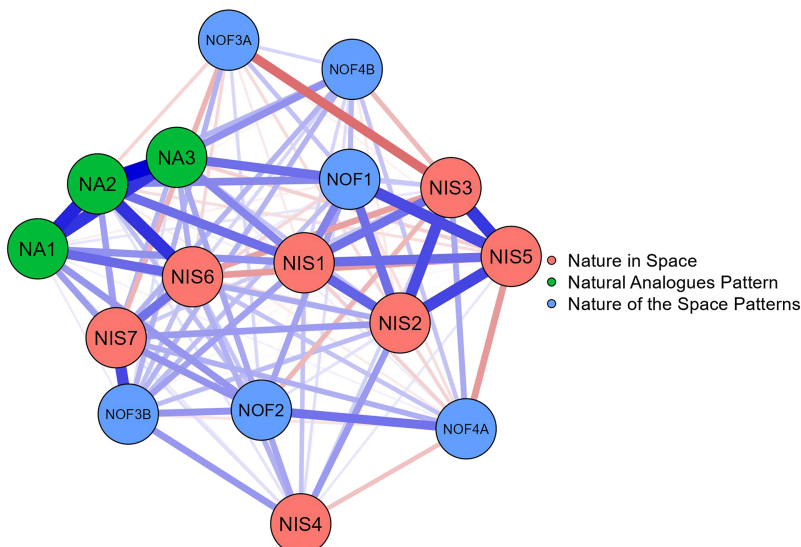 NOF3A
NOF4B
NA3
NA2
NOF1
NIS3
NA1
NIS6
NIS1
NIS5
Nature in Space
Natural Analogues Pattern
Nature of the Space Patterns
NIS7
NIS2
NOF3B
NOF2
NOF4A
NIS4